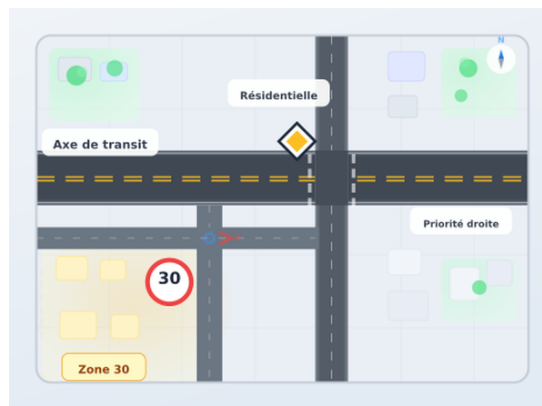 N
Résidentielle
Axe de transit
Priorité droite
30
Zone 30